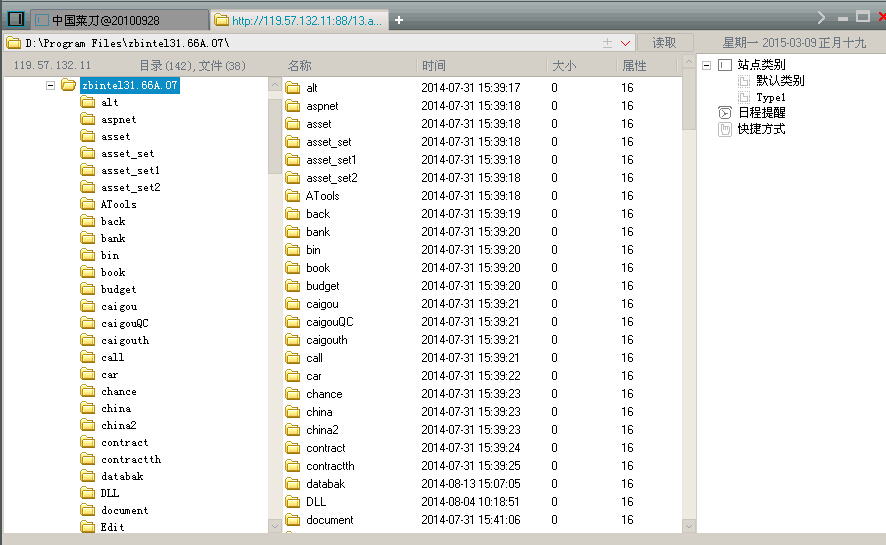 中国菜刀@20100928 http://119.57.132.11:88/13.a... +
D:\Program Files\zbintel31.66A.07\ 读取 星期一 2015-03-09 正月十九
119.57.132.11 目录(142),文件(38) 名称 时间 大小 属性
站点类别
默认类别
Type1
日程提醒
快捷方式
zbintel31.66A.07
alt
aspnet
asset
asset_set
asset_set1
asset_set2
ATools
back
bank
bin
book
budget
caigou
caigouQC
caigouth
call
car
chance
china
china2
contract
contractth
databak
DLL
document
Edit
alt 2014-07-31 15:39:17 0 16
aspnet 2014-07-31 15:39:18 0 16
asset 2014-07-31 15:39:18 0 16
asset_set 2014-07-31 15:39:18 0 16
asset_set1 2014-07-31 15:39:18 0 16
asset_set2 2014-07-31 15:39:18 0 16
ATools 2014-07-31 15:39:18 0 16
back 2014-07-31 15:39:19 0 16
bank 2014-07-31 15:39:20 0 16
bin 2014-07-31 15:39:20 0 16
book 2014-07-31 15:39:20 0 16
budget 2014-07-31 15:39:20 0 16
caigou 2014-07-31 15:39:21 0 16
caigouQC 2014-07-31 15:39:21 0 16
caigouth 2014-07-31 15:39:21 0 16
call 2014-07-31 15:39:21 0 16
car 2014-07-31 15:39:22 0 16
chance 2014-07-31 15:39:23 0 16
china 2014-07-31 15:39:23 0 16
china2 2014-07-31 15:39:23 0 16
contract 2014-07-31 15:39:24 0 16
contractth 2014-07-31 15:39:25 0 16
databak 2014-08-13 15:07:05 0 16
DLL 2014-08-04 10:18:51 0 16
document 2014-07-31 15:41:06 0 16